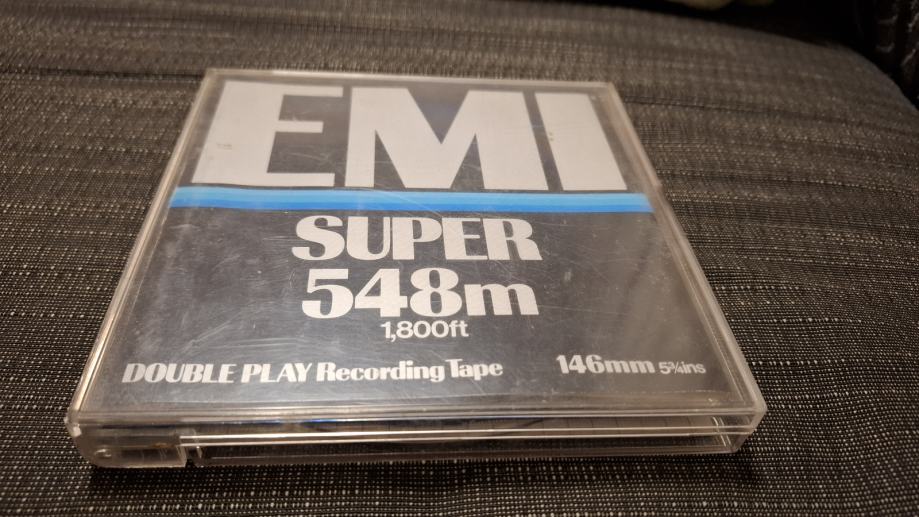 EMI
SUPER
548m
1,800ft
DOUBLE PLAY Recording Tape 146mm 5¾ins